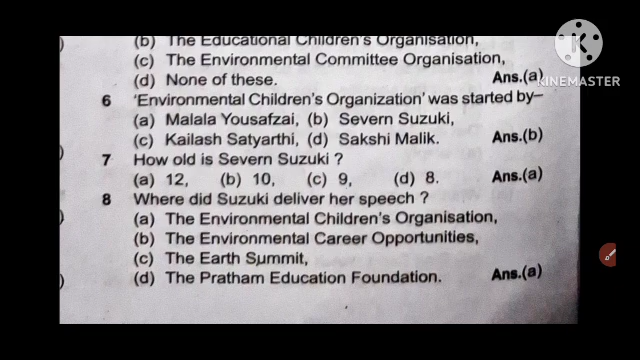 (b) The Educational Children's Organisation,
(c) The Environmental Committee Organisation,
(d) None of these. Ans.(a)
6 'Environmental Children's Organization' was started by–
(a) Malala Yousafzai, (b) Severn Suzuki,
(c) Kailash Satyarthi, (d) Sakshi Malik. Ans.(b)
7 How old is Severn Suzuki ?
(a) 12, (b) 10, (c) 9, (d) 8. Ans.(a)
8 Where did Suzuki deliver her speech ?
(a) The Environmental Children's Organisation,
(b) The Environmental Career Opportunities,
(c) The Earth Summit,
(d) The Pratham Education Foundation. Ans.(a)
KINEMASTER